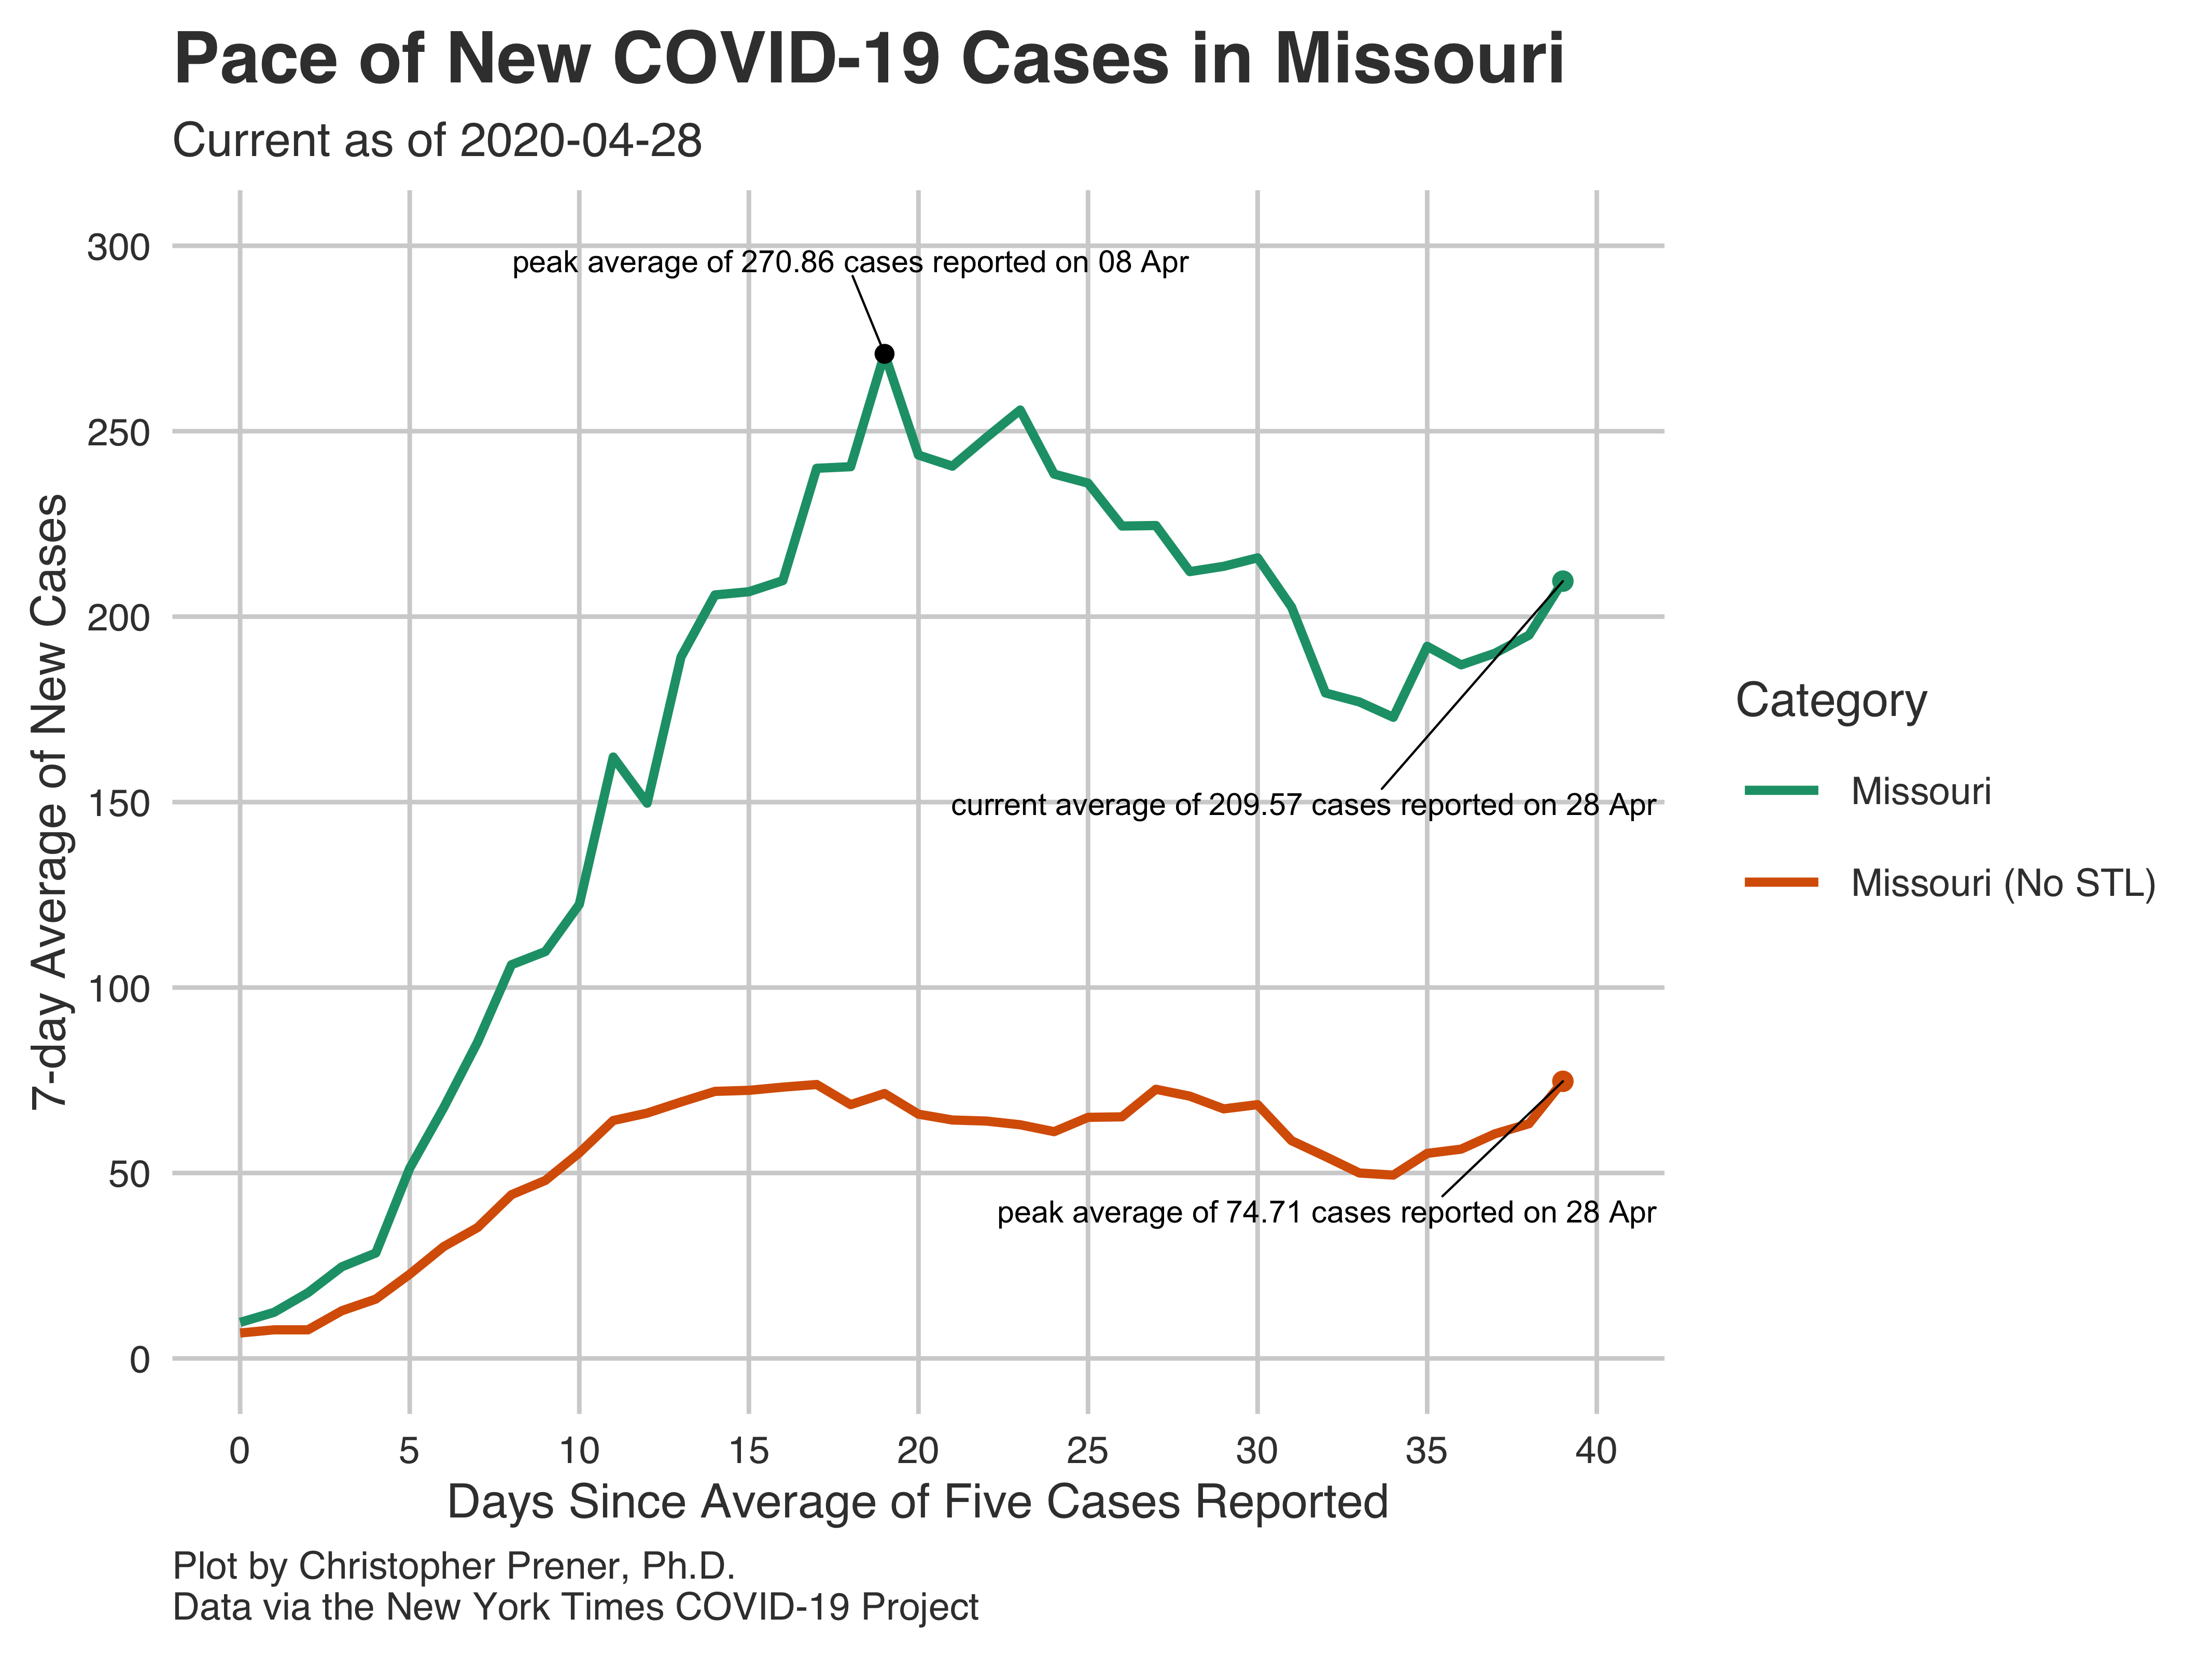 Pace of New COVID-19 Cases in Missouri
Current as of 2020-04-28
7-day Average of New Cases
300
250
200
150
100
50
0
peak average of 270.86 cases reported on 08 Apr
current average of 209.57 cases reported on 28 Apr
peak average of 74.71 cases reported on 28 Apr
0 5 10 15 20 25 30 35 40
Days Since Average of Five Cases Reported
Category
Missouri
Missouri (No STL)
Plot by Christopher Prener, Ph.D.
Data via the New York Times COVID-19 Project